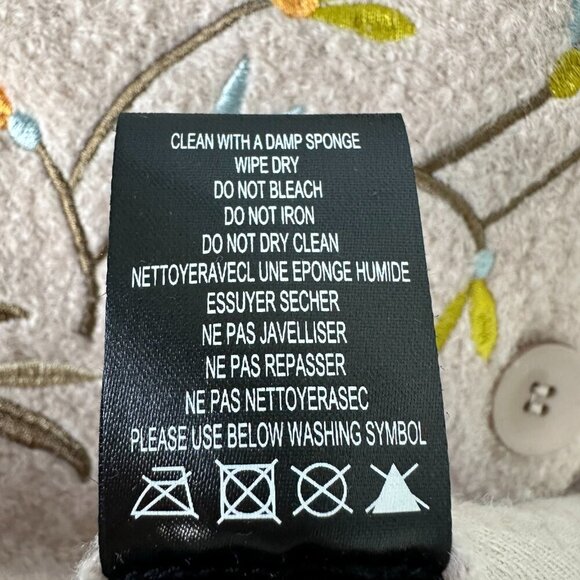 CLEAN WITH A DAMP SPONGE
WIPE DRY
DO NOT BLEACH
DO NOT IRON
DO NOT DRY CLEAN
NETTOYERAVECL UNE EPONGE HUMIDE
ESSUYER SECHER
NE PAS JAVELLISER
NE PAS REPASSER
NE PAS NETTOYERASEC
PLEASE USE BELOW WASHING SYMBOL